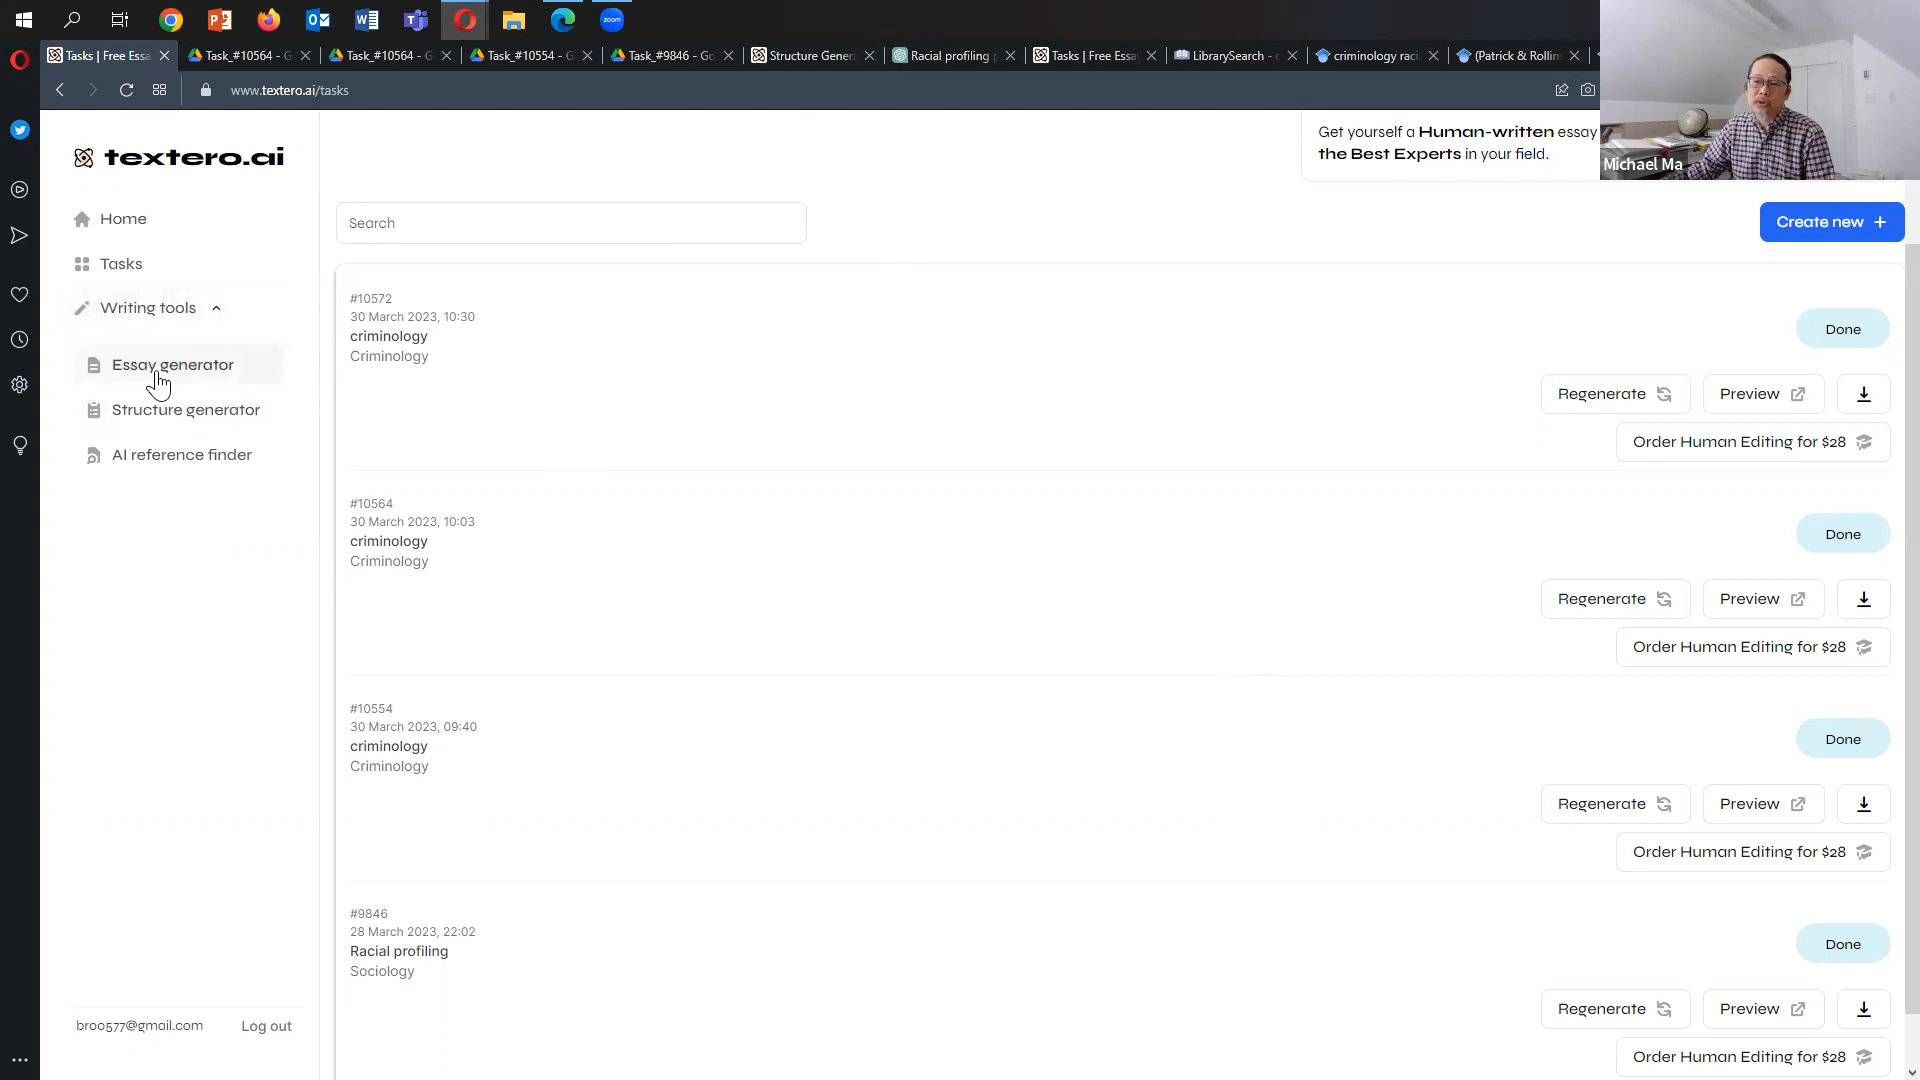 Tasks | Free Essa
Task_#10564 - G
Task_#10564 - G
Task_#10554 - G
Task_#9846 - Go
Structure Gener
Racial profiling p
Tasks | Free Essa
LibrarySearch - c
criminology raci
(Patrick & Rollin
www.textero.ai/tasks
Michael Ma
textero.ai
Home
Tasks
Writing tools
Essay generator
Structure generator
AI reference finder
broo577@gmail.com
Log out
Get yourself a Human-written essay
the Best Experts in your field.
Search
Create new +
#10572
30 March 2023, 10:30
criminology
Criminology
Done
Regenerate
Preview
Order Human Editing for $28
#10564
30 March 2023, 10:03
criminology
Criminology
Done
Regenerate
Preview
Order Human Editing for $28
#10554
30 March 2023, 09:40
criminology
Criminology
Done
Regenerate
Preview
Order Human Editing for $28
#9846
28 March 2023, 22:02
Racial profiling
Sociology
Done
Regenerate
Preview
Order Human Editing for $28
zoom